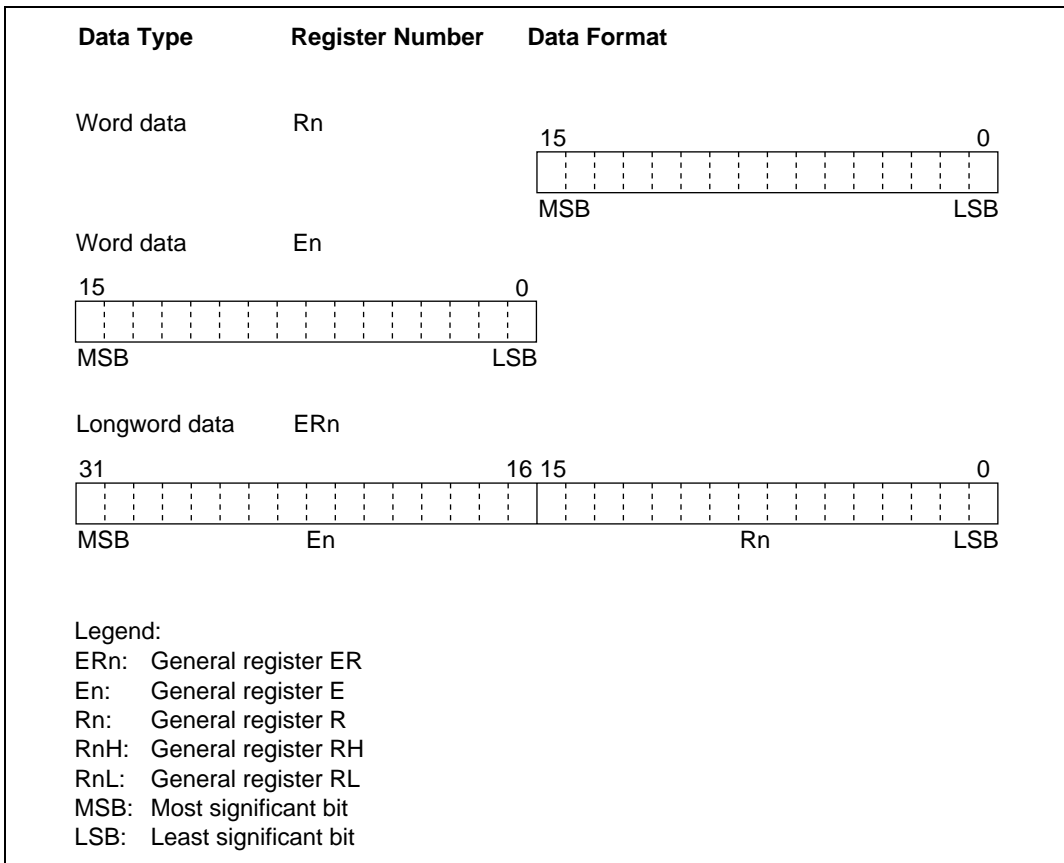 Data Type Register Number Data Format
Word data Rn
15 0
MSB LSB
Word data En
15 0
MSB LSB
Longword data ERn
31 16 15 0
MSB En Rn LSB
Legend:
ERn: General register ER
En: General register E
Rn: General register R
RnH: General register RH
RnL: General register RL
MSB: Most significant bit
LSB: Least significant bit